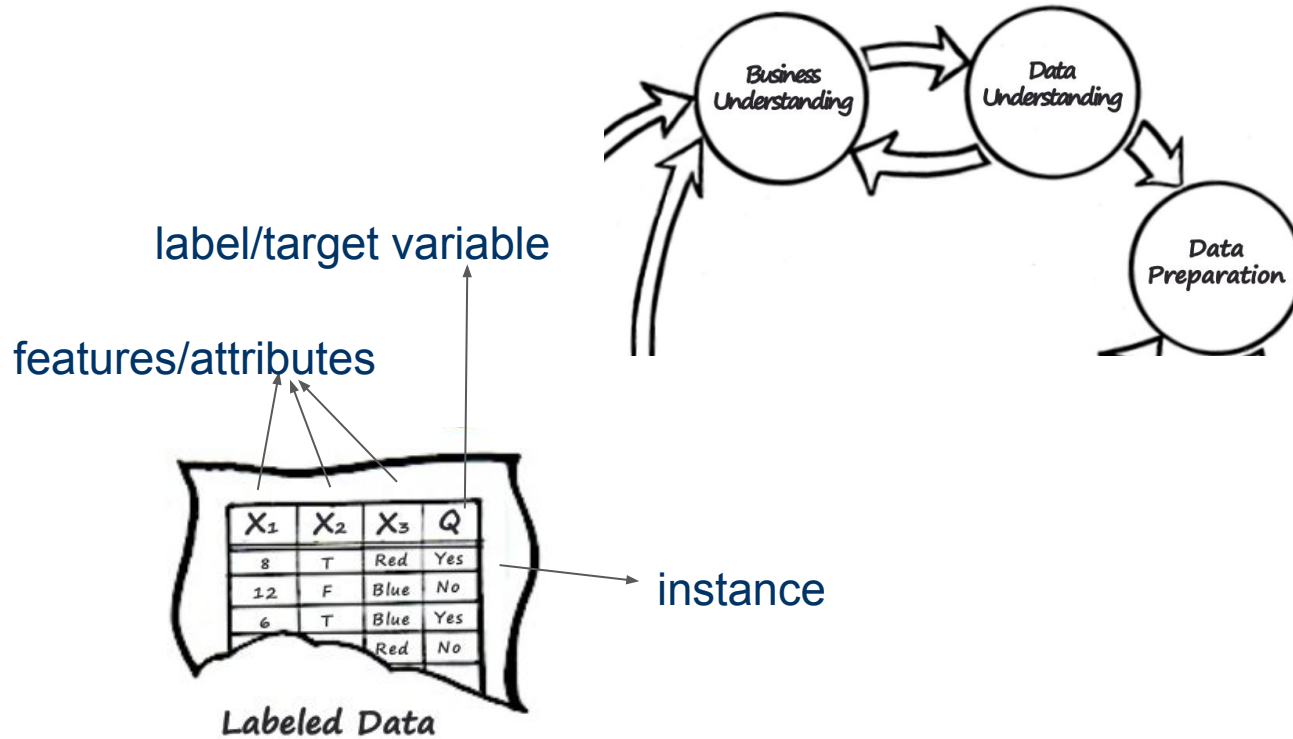 Business
Understanding
Data
Understanding
Data
Preparation
label/target variable
features/attributes
X₁ X₂ X₃ Q
8 T Red Yes
12 F Blue No
6 T Blue Yes
Red No
instance
Labeled Data